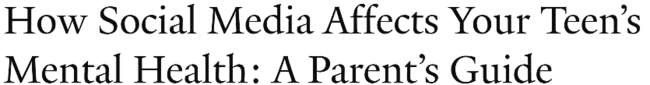 How Social Media Affects Your Teen’s
Mental Health: A Parent’s Guide